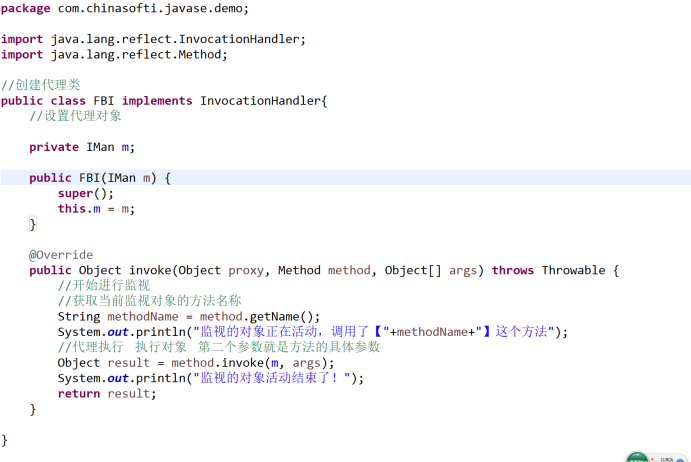 package com.chinasofti.javase.demo;
import java.lang.reflect.InvocationHandler;
import java.lang.reflect.Method;
//创建代理类
public class FBI implements InvocationHandler{
//设置代理对象
private IMan m;
public FBI(IMan m) {
super();
this.m = m;
}
@Override
public Object invoke(Object proxy, Method method, Object[] args) throws Throwable {
//开始进行监视
//获取当前监视对象的方法名称
String methodName = method.getName();
System.out.println("监视的对象正在活动，调用了【"+methodName+"】这个方法");
//代理执行  执行对象  第二个参数就是方法的具体参数
Object result = method.invoke(m, args);
System.out.println("监视的对象活动结束了！");
return result;
}
}